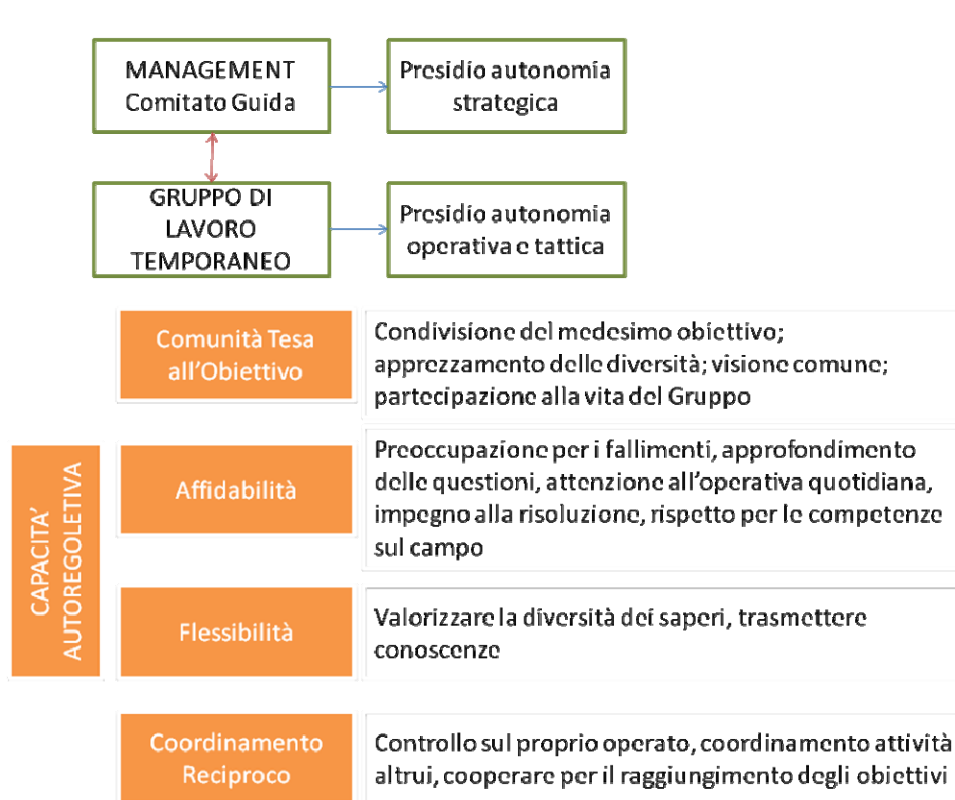 MANAGEMENT
Comitato Guida
Presidio autonomia
strategica
GRUPPO DI
LAVORO
TEMPORANEO
Presidio autonomia
operativa e tattica
CAPACITA'
AUTOREGOLETIVA
Comunità Tesa
all'Obiettivo
Condivisione del medesimo obiettivo;
apprezzamento delle diversità; visione comune;
partecipazione alla vita del Gruppo
Affidabilità
Preoccupazione per i fallimenti, approfondimento
delle questioni, attenzione all'operativa quotidiana,
impegno alla risoluzione, rispetto per le competenze
sul campo
Flessibilità
Valorizzare la diversità dei saperi, trasmettere
conoscenze
Coordinamento
Reciproco
Controllo sul proprio operato, coordinamento attività
altrui, cooperare per il raggiungimento degli obiettivi